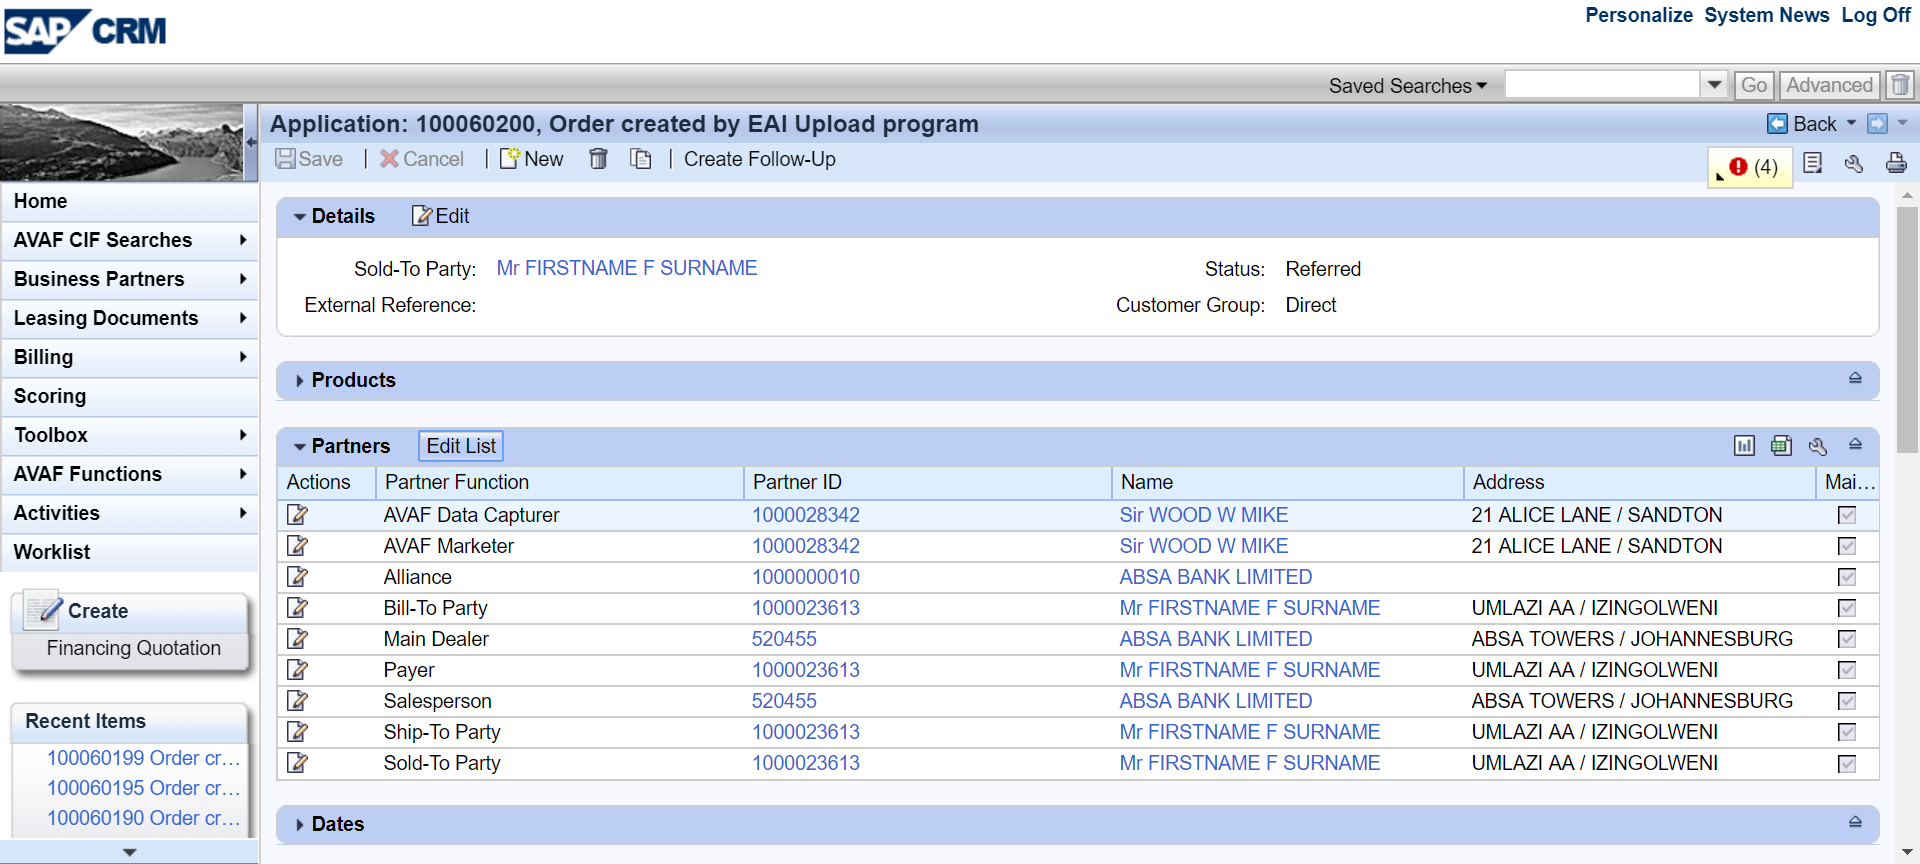 SAP CRM
Personalize System News Log Off
Saved Searches Go Advanced
Application: 100060200, Order created by EAI Upload program
Back
Save | Cancel | New | Create Follow-Up
(4)
Home
AVAF CIF Searches
Business Partners
Leasing Documents
Billing
Scoring
Toolbox
AVAF Functions
Activities
Worklist
Create
Financing Quotation
Recent Items
100060199 Order cr...
100060195 Order cr...
100060190 Order cr...
Details Edit
Sold-To Party: Mr FIRSTNAME F SURNAME Status: Referred
External Reference: Customer Group: Direct
Products
Partners Edit List
Actions Partner Function Partner ID Name Address Mai...
AVAF Data Capturer 1000028342 Sir WOOD W MIKE 21 ALICE LANE / SANDTON
AVAF Marketer 1000028342 Sir WOOD W MIKE 21 ALICE LANE / SANDTON
Alliance 1000000010 ABSA BANK LIMITED
Bill-To Party 1000023613 Mr FIRSTNAME F SURNAME UMLAZI AA / IZINGOLWENI
Main Dealer 520455 ABSA BANK LIMITED ABSA TOWERS / JOHANNESBURG
Payer 1000023613 Mr FIRSTNAME F SURNAME UMLAZI AA / IZINGOLWENI
Salesperson 520455 ABSA BANK LIMITED ABSA TOWERS / JOHANNESBURG
Ship-To Party 1000023613 Mr FIRSTNAME F SURNAME UMLAZI AA / IZINGOLWENI
Sold-To Party 1000023613 Mr FIRSTNAME F SURNAME UMLAZI AA / IZINGOLWENI
Dates